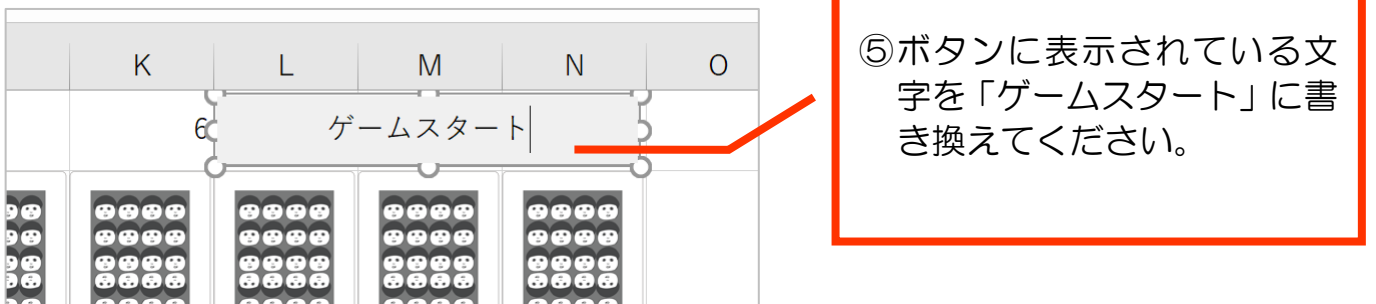 K L M N O
6 ゲームスタート
⑤ボタンに表示されている文
字を「ゲームスタート」に書
き換えてください。